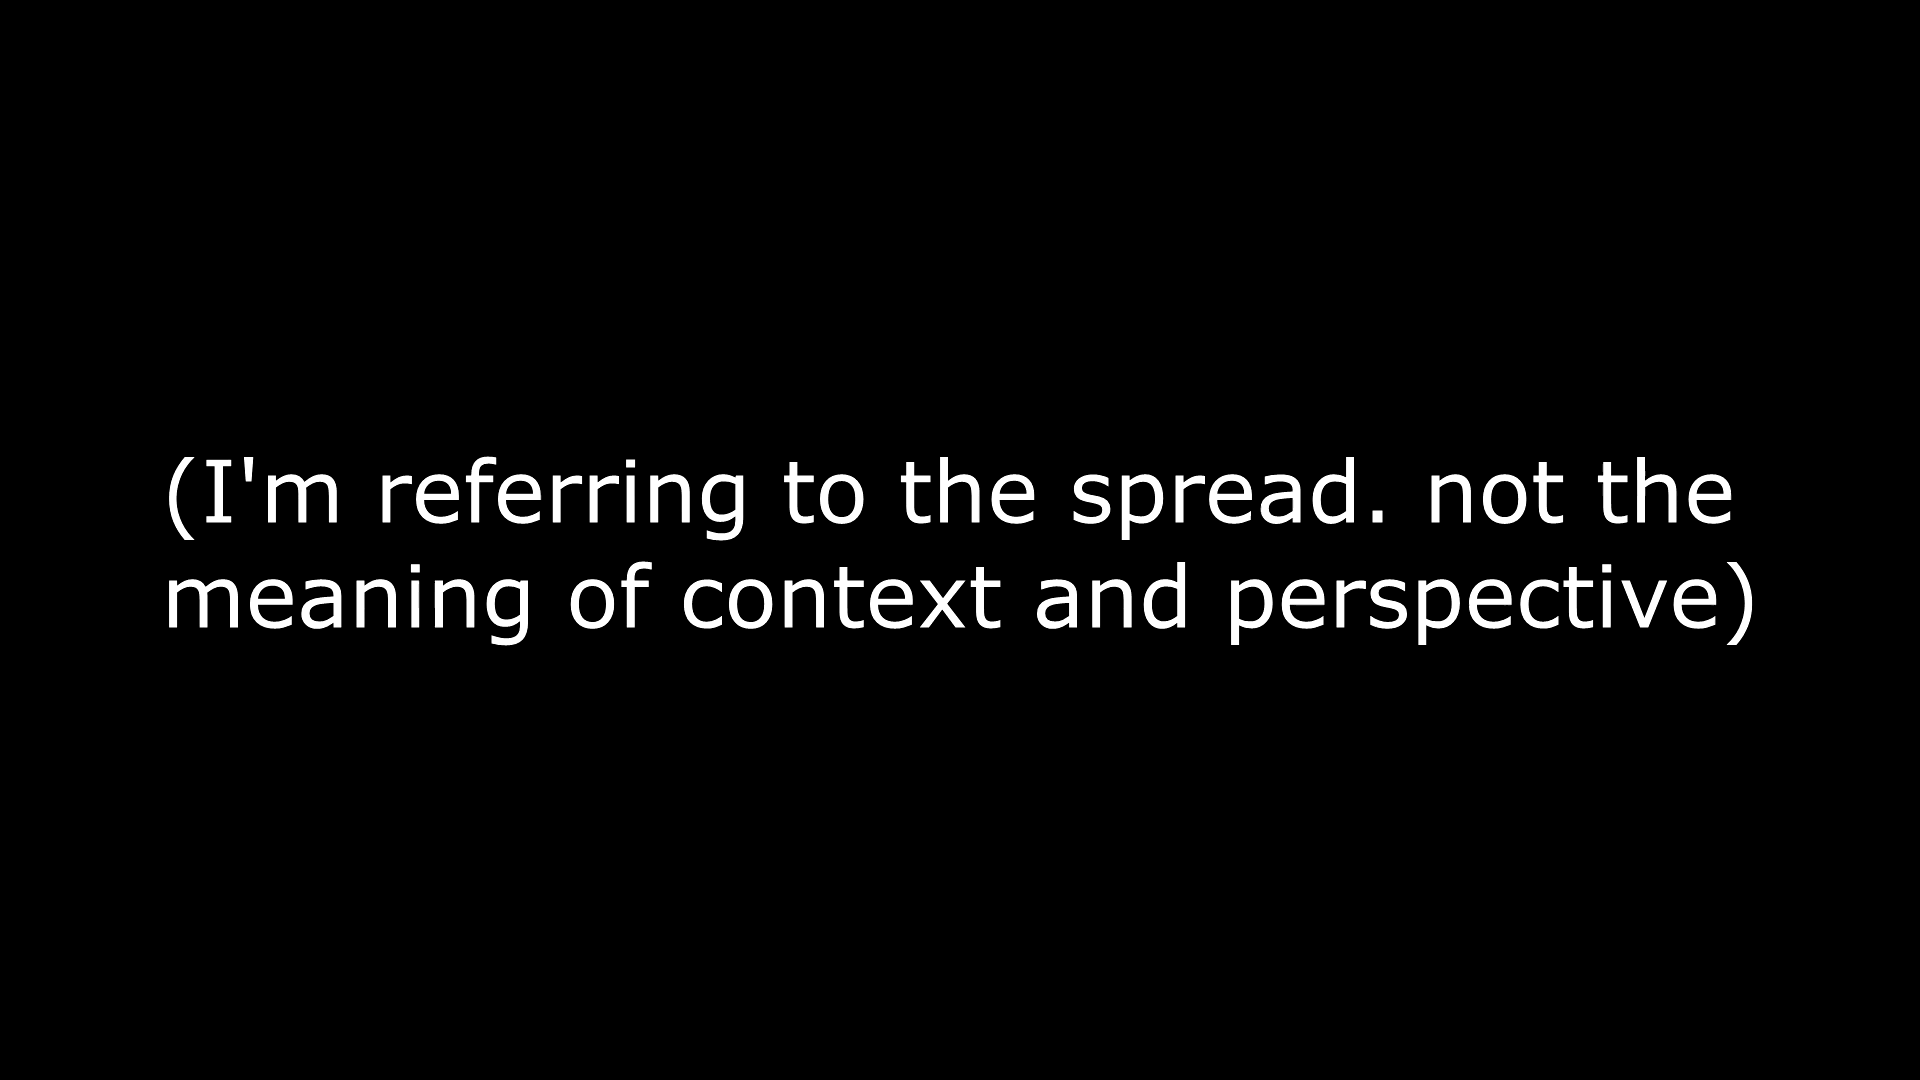 (I'm referring to the spread. not the
meaning of context and perspective)